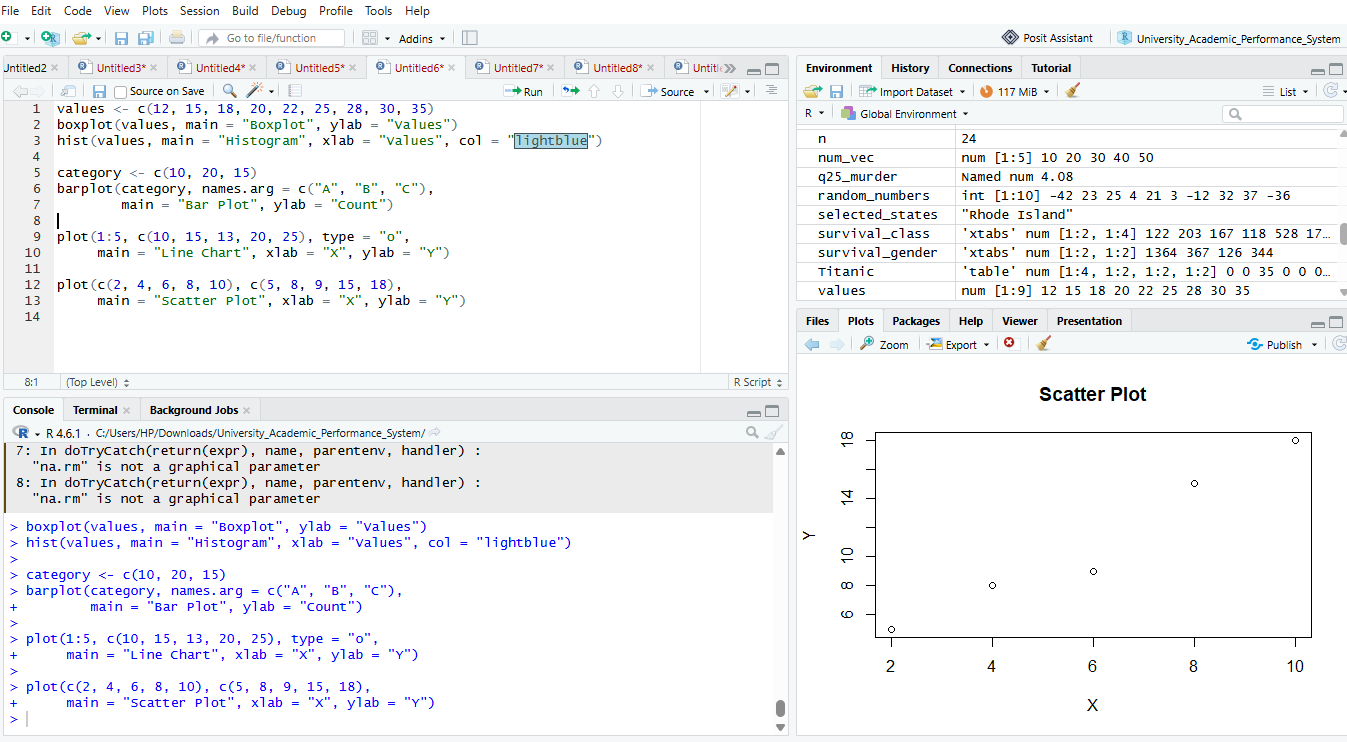 File Edit Code View Plots Session Build Debug Profile Tools Help
Go to file/function Addins Posit Assistant University_Academic_Performance_System
Untitled2 Untitled3* Untitled4* Untitled5* Untitled6* Untitled7* Untitled8* Untitl
Source on Save Run Source
1 values <- c(12, 15, 18, 20, 22, 25, 28, 30, 35)
2 boxplot(values, main = "Boxplot", ylab = "Values")
3 hist(values, main = "Histogram", xlab = "Values", col = "lightblue")
4
5 category <- c(10, 20, 15)
6 barplot(category, names.arg = c("A", "B", "C"),
7 main = "Bar Plot", ylab = "Count")
8
9 plot(1:5, c(10, 15, 13, 20, 25), type = "o",
10 main = "Line Chart", xlab = "X", ylab = "Y")
11
12 plot(c(2, 4, 6, 8, 10), c(5, 8, 9, 15, 18),
13 main = "Scatter Plot", xlab = "X", ylab = "Y")
14
8:1 (Top Level) R Script
Console Terminal Background Jobs
R R 4.6.1 · C:/Users/HP/Downloads/University_Academic_Performance_System/
7: In doTryCatch(return(expr), name, parentenv, handler) :
"na.rm" is not a graphical parameter
8: In doTryCatch(return(expr), name, parentenv, handler) :
"na.rm" is not a graphical parameter
> boxplot(values, main = "Boxplot", ylab = "Values")
> hist(values, main = "Histogram", xlab = "Values", col = "lightblue")
>
> category <- c(10, 20, 15)
> barplot(category, names.arg = c("A", "B", "C"),
+ main = "Bar Plot", ylab = "Count")
>
> plot(1:5, c(10, 15, 13, 20, 25), type = "o",
+ main = "Line Chart", xlab = "X", ylab = "Y")
>
> plot(c(2, 4, 6, 8, 10), c(5, 8, 9, 15, 18),
+ main = "Scatter Plot", xlab = "X", ylab = "Y")
>
Environment History Connections Tutorial
Import Dataset 117 MiB List
R Global Environment
n 24
num_vec num [1:5] 10 20 30 40 50
q25_murder Named num 4.08
random_numbers int [1:10] -42 23 25 4 21 3 -12 32 37 -36
selected_states "Rhode Island"
survival_class 'xtabs' num [1:2, 1:4] 122 203 167 118 528 17…
survival_gender 'xtabs' num [1:2, 1:2] 1364 367 126 344
Titanic 'table' num [1:4, 1:2, 1:2, 1:2] 0 0 35 0 0 0…
values num [1:9] 12 15 18 20 22 25 28 30 35
Files Plots Packages Help Viewer Presentation
Zoom Export Publish
Scatter Plot
18
14
10
8
6
Y
2 4 6 8 10
X